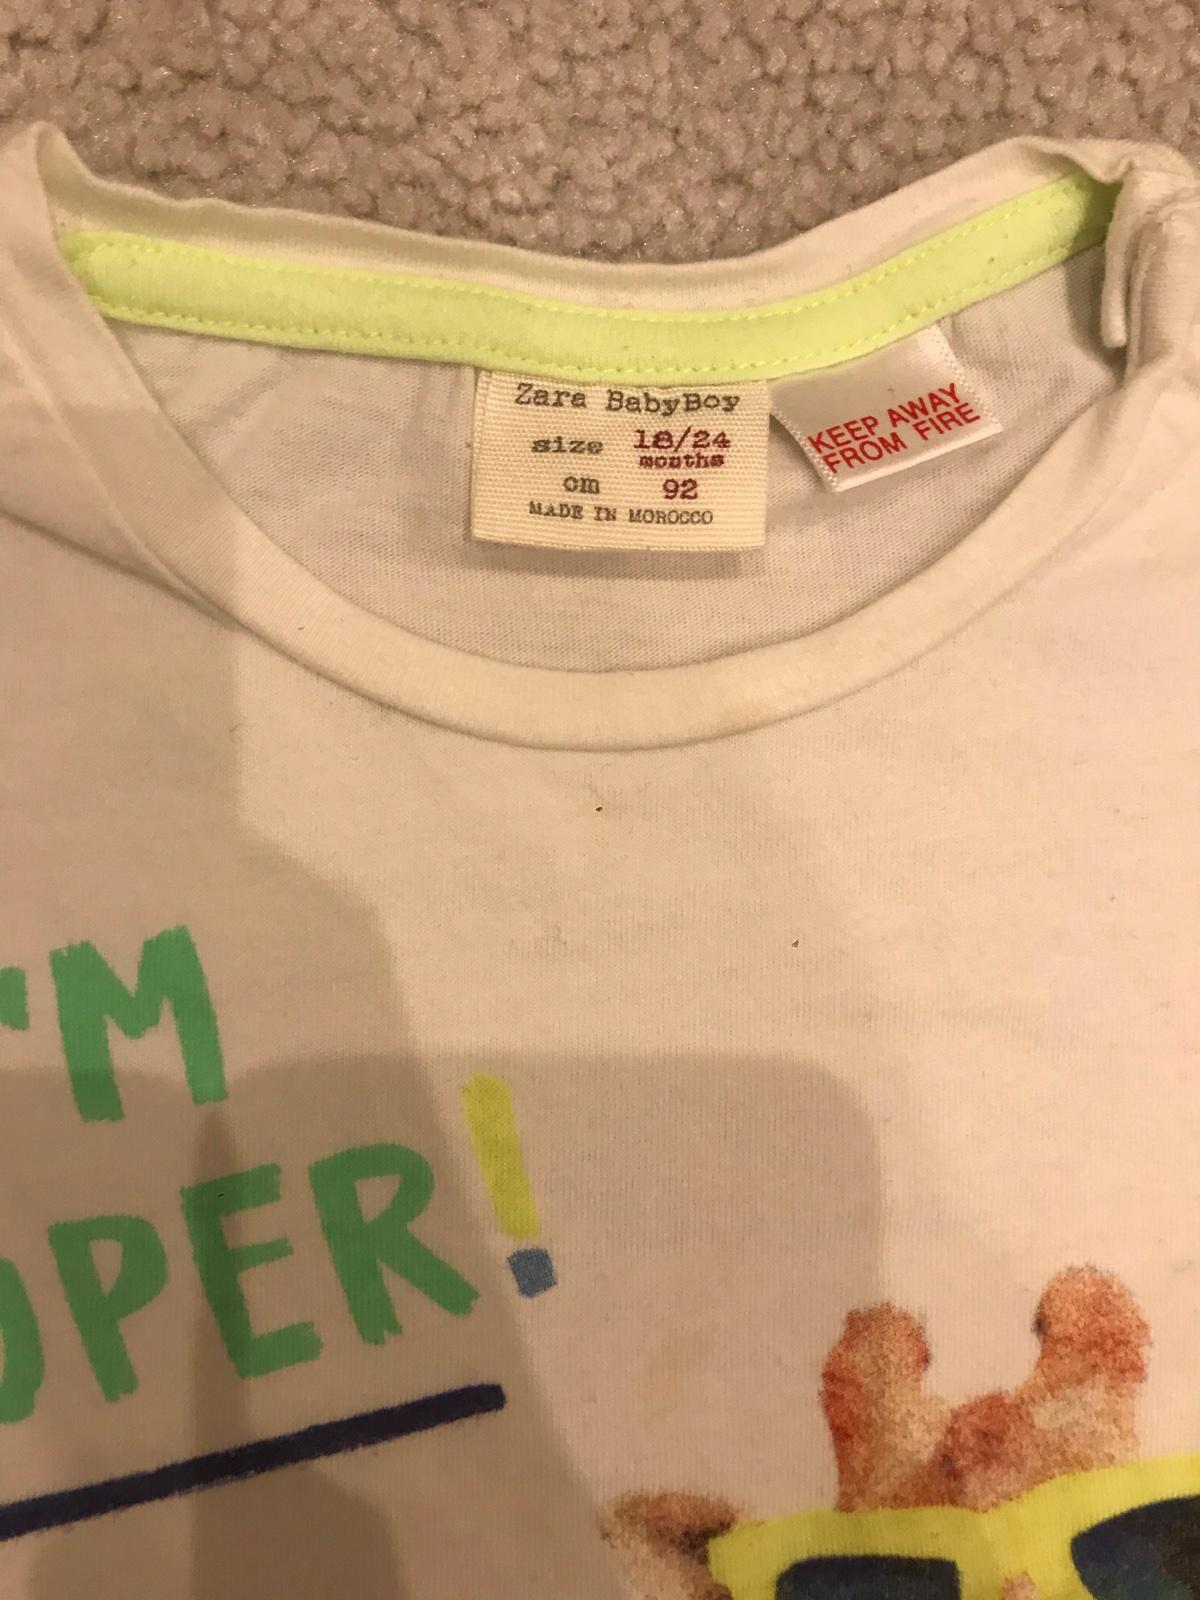 Zara BabyBoy
size 18/24
months
cm 92
MADE IN MOROCCO
KEEP AWAY
FROM FIRE
'M
PER!